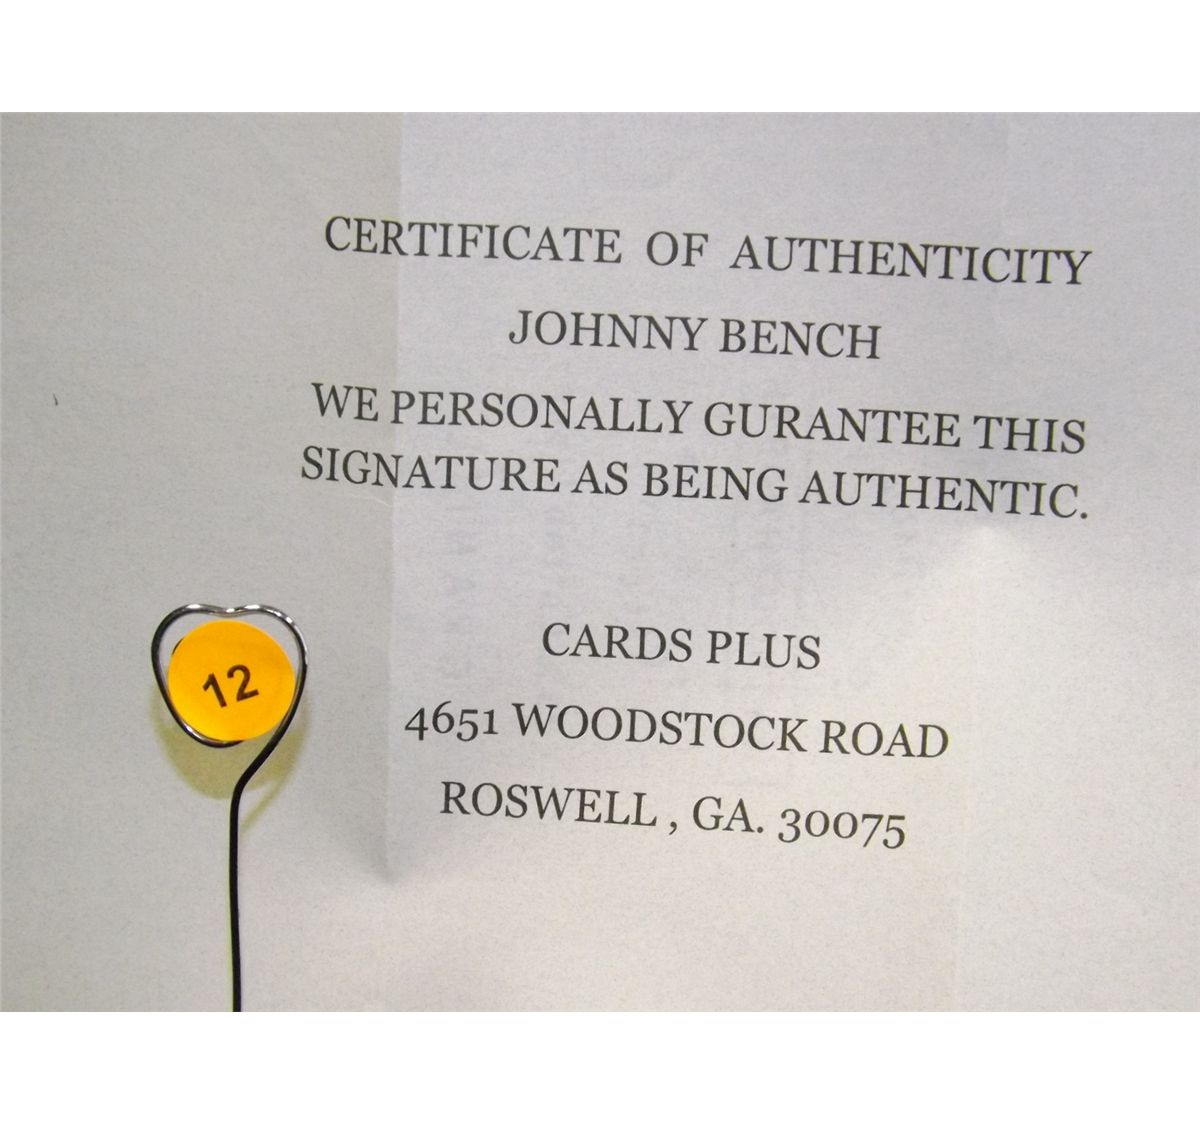 CERTIFICATE OF AUTHENTICITY
JOHNNY BENCH
WE PERSONALLY GURANTEE THIS
SIGNATURE AS BEING AUTHENTIC.
CARDS PLUS
12
4651 WOODSTOCK ROAD
ROSWELL , GA. 30075